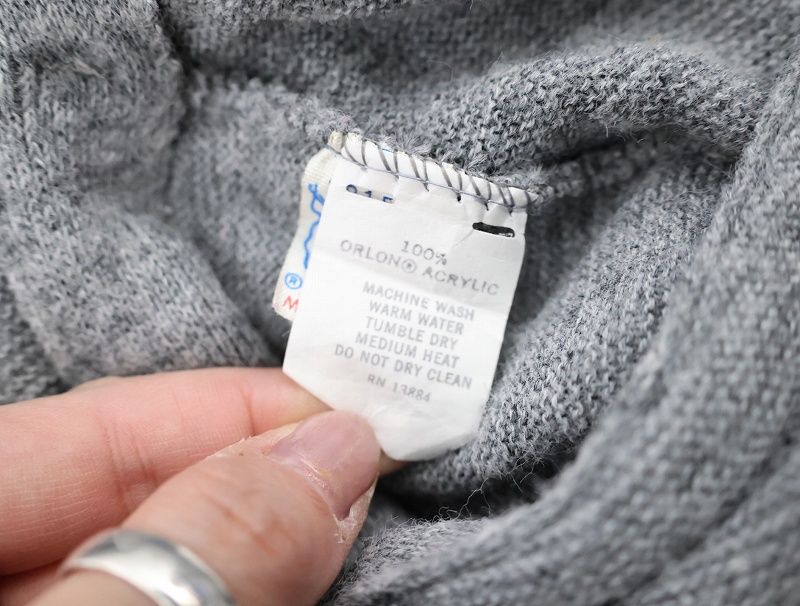 100%
ORLON® ACRYLIC
MACHINE WASH
WARM WATER
TUMBLE DRY
MEDIUM HEAT
DO NOT DRY CLEAN
RN 13884
®
M